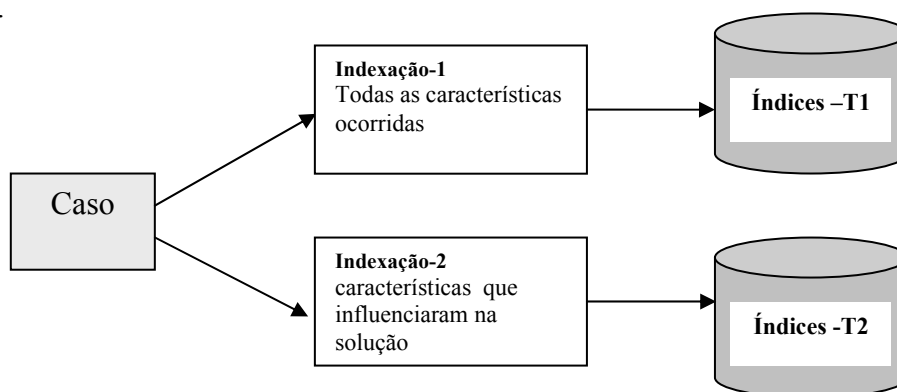 Caso
Indexação-1
Todas as características
ocorridas
Índices –T1
Indexação-2
características que
influenciaram na
solução
Índices -T2